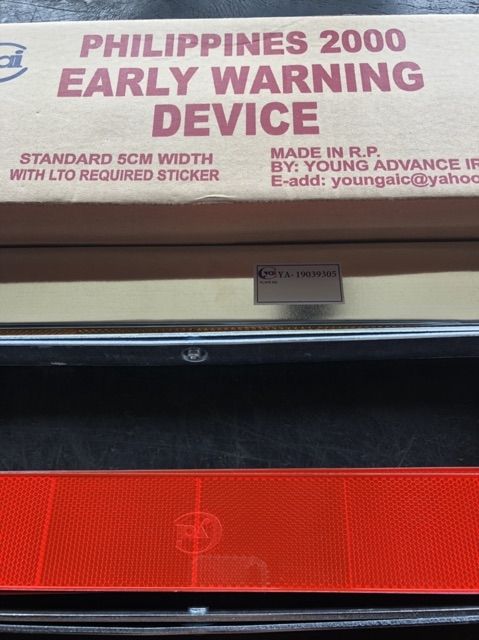 ai
PHILIPPINES 2000
EARLY WARNING
DEVICE
STANDARD 5CM WIDTH
WITH LTO REQUIRED STICKER
MADE IN R.P.
BY: YOUNG ADVANCE
E-add: youngaic@yahoo
YA-19039305